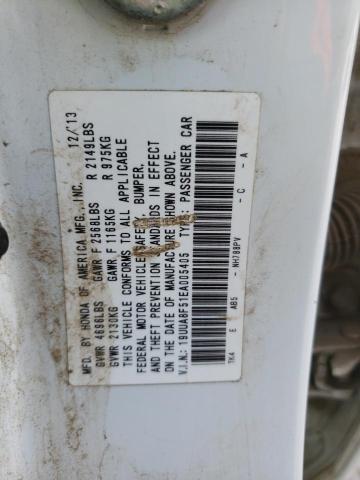 MFD. BY HONDA OF AMERICA MFG., INC. 12/13
GVWR 4696LBS GAWR F 2568LBS R 2149LBS
GVWR 2130KG GAWR F 1165KG R 975KG
THIS VEHICLE CONFORMS TO ALL APPLICABLE
FEDERAL MOTOR VEHICLE SAFETY, BUMPER,
AND THEFT PREVENTION STANDARDS IN EFFECT
ON THE DATE OF MANUFACTURE SHOWN ABOVE.
V.I.N.: 19UUA8F51EA005405 TYPE: PASSENGER CAR
TK4 E AB5 - NH788PV - C - A